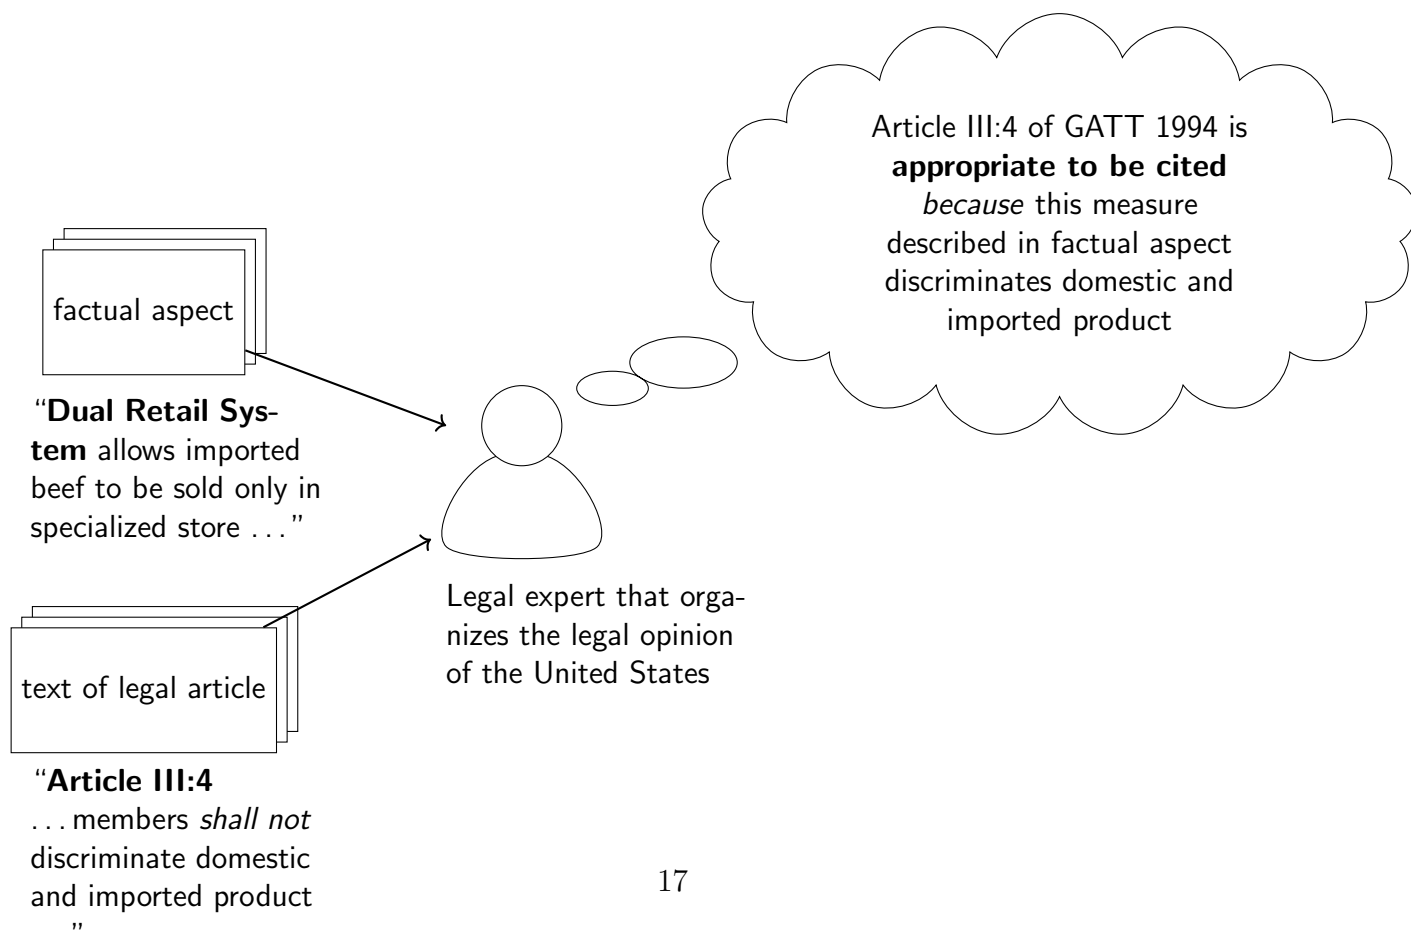 Article III:4 of GATT 1994 is
appropriate to be cited
because this measure
described in factual aspect
discriminates domestic and
imported product
factual aspect
“Dual Retail Sys-
tem allows imported
beef to be sold only in
specialized store . . .”
Legal expert that orga-
nizes the legal opinion
of the United States
text of legal article
“Article III:4
. . . members shall not
discriminate domestic
and imported product
. . .”
17